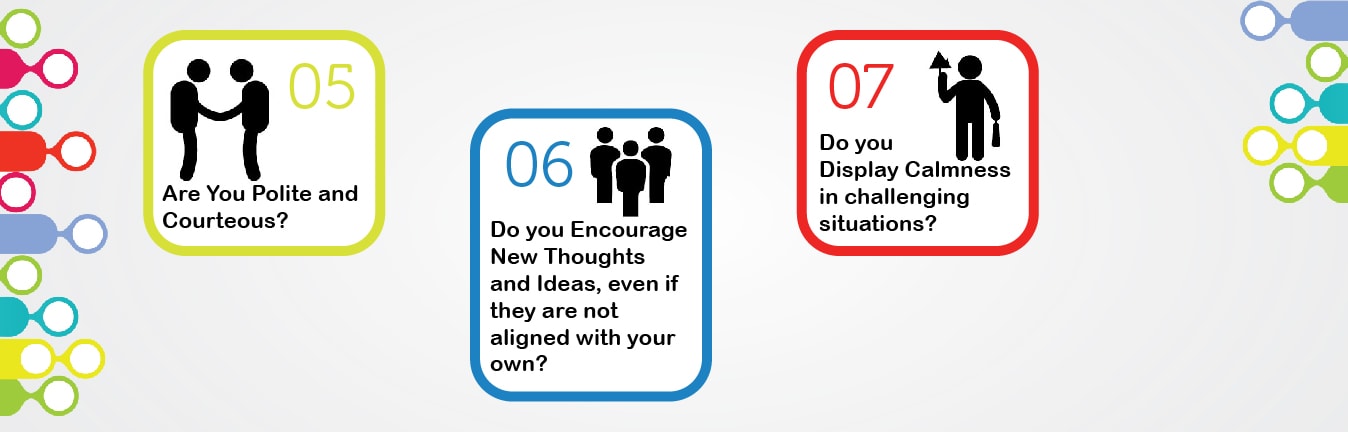 05
Are You Polite and
Courteous?
06
Do you Encourage
New Thoughts
and Ideas, even if
they are not
aligned with your
own?
07
Do you
Display Calmness
in challenging
situations?